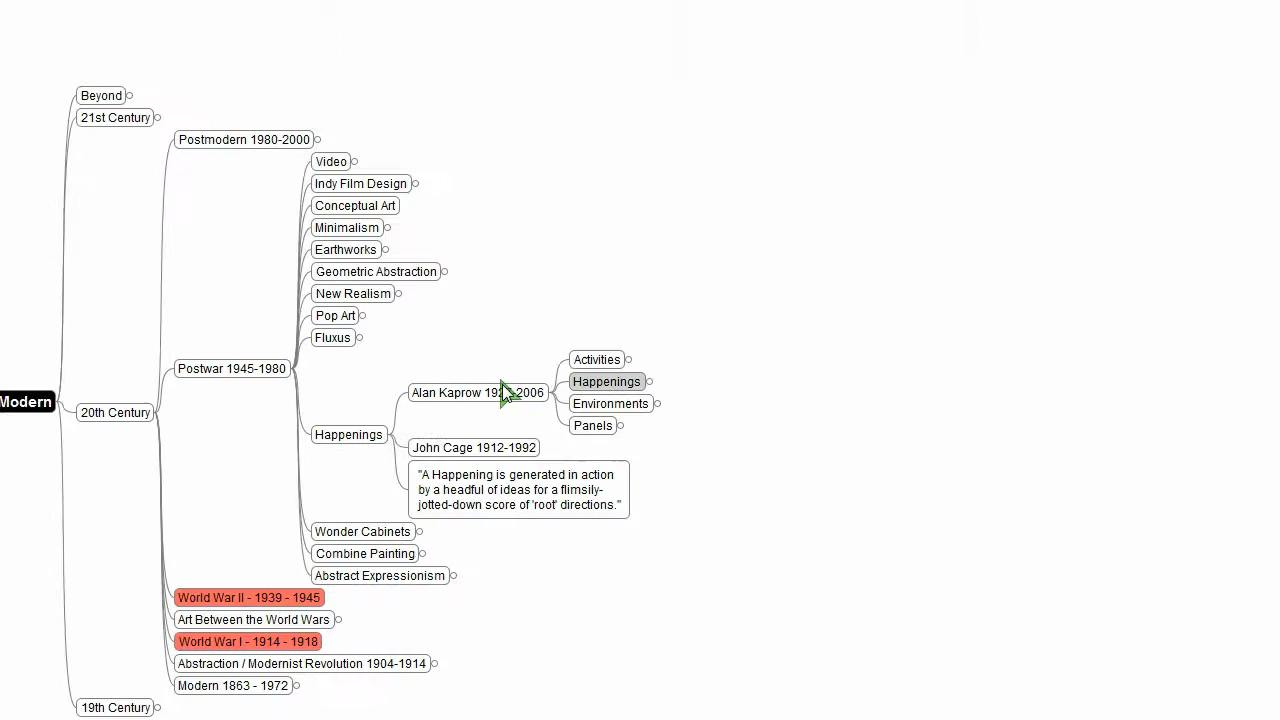 Beyond
21st Century
Postmodern 1980-2000
Video
Indy Film Design
Conceptual Art
Minimalism
Earthworks
Geometric Abstraction
New Realism
Pop Art
Fluxus
Activities
Postwar 1945-1980
Happenings
Alan Kaprow 192 2006
Modern
Environments
20th Century
Panels
Happenings
John Cage 1912-1992
"A Happening is generated in action
by a headful of ideas for a flimsily-
jotted-down score of 'root' directions."
Wonder Cabinets
Combine Painting
Abstract Expressionism
World War II - 1939 - 1945
Art Between the World Wars
World War I - 1914 - 1918
Abstraction / Modernist Revolution 1904-1914
Modern 1863 - 1972
19th Century